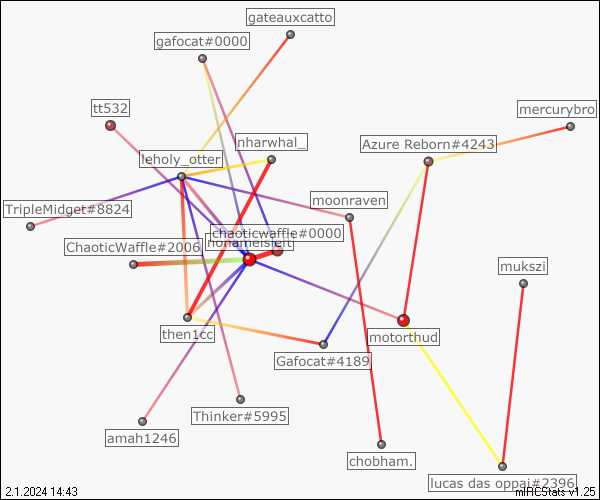 gateauxcatto
gafocat#0000
tt532
mercurybro
nharwhal_
Azure Reborn#4243
leholy_otter
moonraven
TripleMidget#8824
chaoticwaffle#0000
ChaoticWaffle#2006
mukszi
then1cc
motorthud
Gafocat#4189
Thinker#5995
amah1246
chobham.
lucas das oppai#2396
2.1.2024 14:43
mIRCStats v1.25